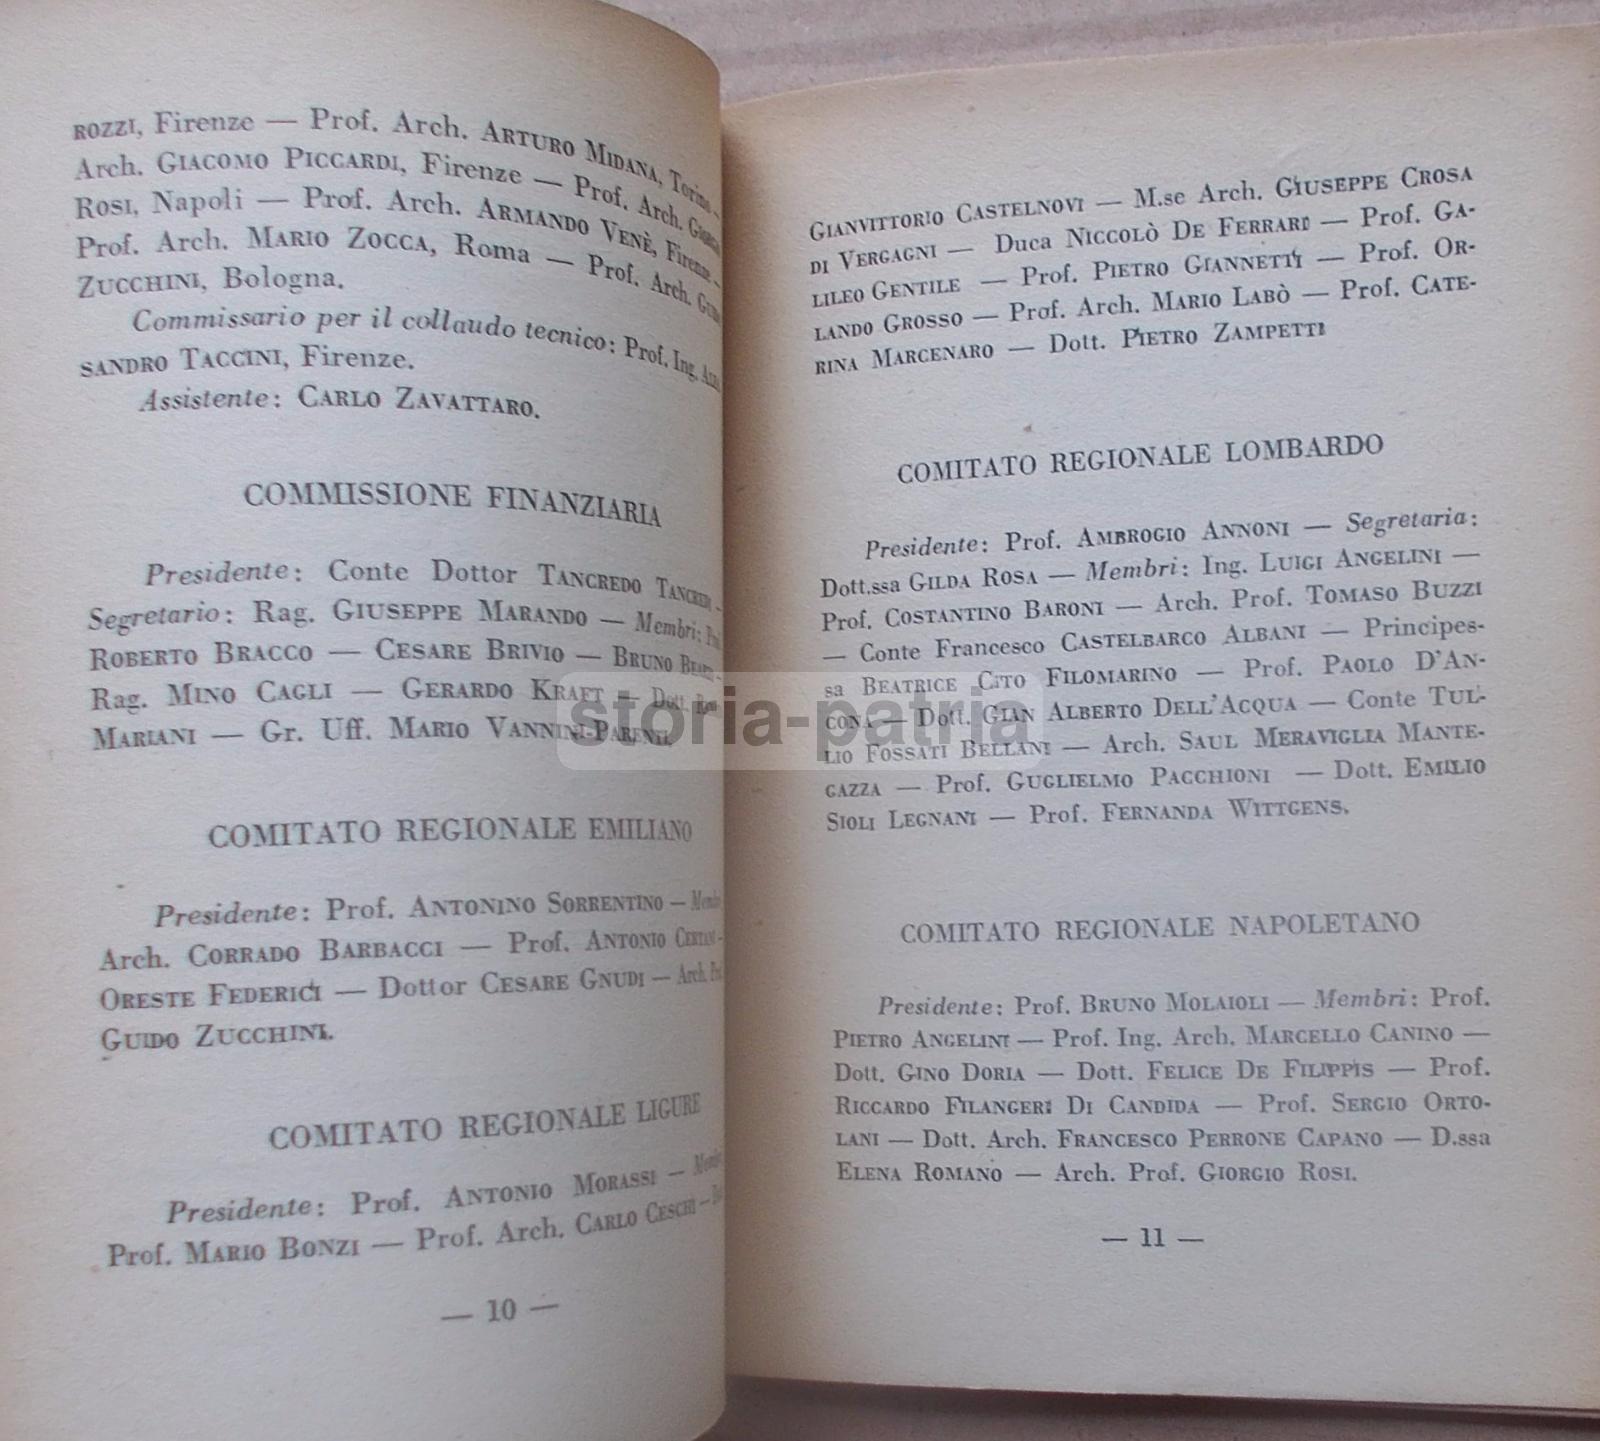 ROZZI, Firenze — Prof. Arch. ARTURO MIDANA, Torino —
Arch. GIACOMO PICCARDI, Firenze — Prof. Arch.
ROSI, Napoli — Prof. Arch. ARMANDO VENÈ, Firenze —
Prof. Arch. MARIO ZOCCA, Roma — Prof. Arch.
ZUCCHINI, Bologna.
Commissario per il collaudo tecnico: Prof. Ing.
SANDRO TACCINI, Firenze.
Assistente: CARLO ZAVATTARO.
COMMISSIONE FINANZIARIA
Presidente: Conte Dottor TANCREDO TANCREDI —
Segretario: Rag. GIUSEPPE MARANDO — Membri:
ROBERTO BRACCO — CESARE BRIVIO — BRUNO
Rag. MINO CAGLI — GERARDO KRAFT — Dott.
MARIANI — Gr. Uff. MARIO VANNINI-PARENTI.
COMITATO REGIONALE EMILIANO
Presidente: Prof. ANTONINO SORRENTINO —
Arch. CORRADO BARBACCI — Prof. ANTONIO
ORESTE FEDERICI — Dottor CESARE GNUDI — Arch.
GUIDO ZUCCHINI.
COMITATO REGIONALE LIGURE
Presidente: Prof. ANTONIO MORASSI —
Prof. MARIO BONZI — Prof. Arch. CARLO CESCHI —
— 10 —
GIANVITTORIO CASTELNOVI — M.se Arch. GIUSEPPE CROSA
DI VERGAGNI — Duca NICCOLÒ DE FERRARI — Prof. GA-
LILEO GENTILE — Prof. PIETRO GIANNETTI — Prof. OR-
LANDO GROSSO — Prof. Arch. MARIO LABÒ — Prof. CATE-
RINA MARCENARO — Dott. PIETRO ZAMPETTI
COMITATO REGIONALE LOMBARDO
Presidente: Prof. AMBROGIO ANNONI — Segretaria:
Dott.ssa GILDA ROSA — Membri: Ing. LUIGI ANGELINI —
Prof. COSTANTINO BARONI — Arch. Prof. TOMASO BUZZI
— Conte Francesco CASTELBARCO ALBANI — Principes-
sa BEATRICE CITO FILOMARINO — Prof. PAOLO D'AN-
CONA — Dott. GIAN ALBERTO DELL'ACQUA — Conte TUL-
LIO FOSSATI BELLANI — Arch. SAUL MERAVIGLIA MANTE-
GAZZA — Prof. GUGLIELMO PACCHIONI — Dott. EMILIO
SIOLI LEGNANI — Prof. FERNANDA WITTGENS.
COMITATO REGIONALE NAPOLETANO
Presidente: Prof. BRUNO MOLAIOLI — Membri: Prof.
PIETRO ANGELINI — Prof. Ing. Arch. MARCELLO CANINO —
Dott. GINO DORIA — Dott. FELICE DE FILIPPIS — Prof.
RICCARDO FILANGERI DI CANDIDA — Prof. SERGIO ORTO-
LANI — Dott. Arch. FRANCESCO PERRONE CAPANO — D.ssa
ELENA ROMANO — Arch. Prof. GIORGIO ROSI.
— 11 —
storia-patria